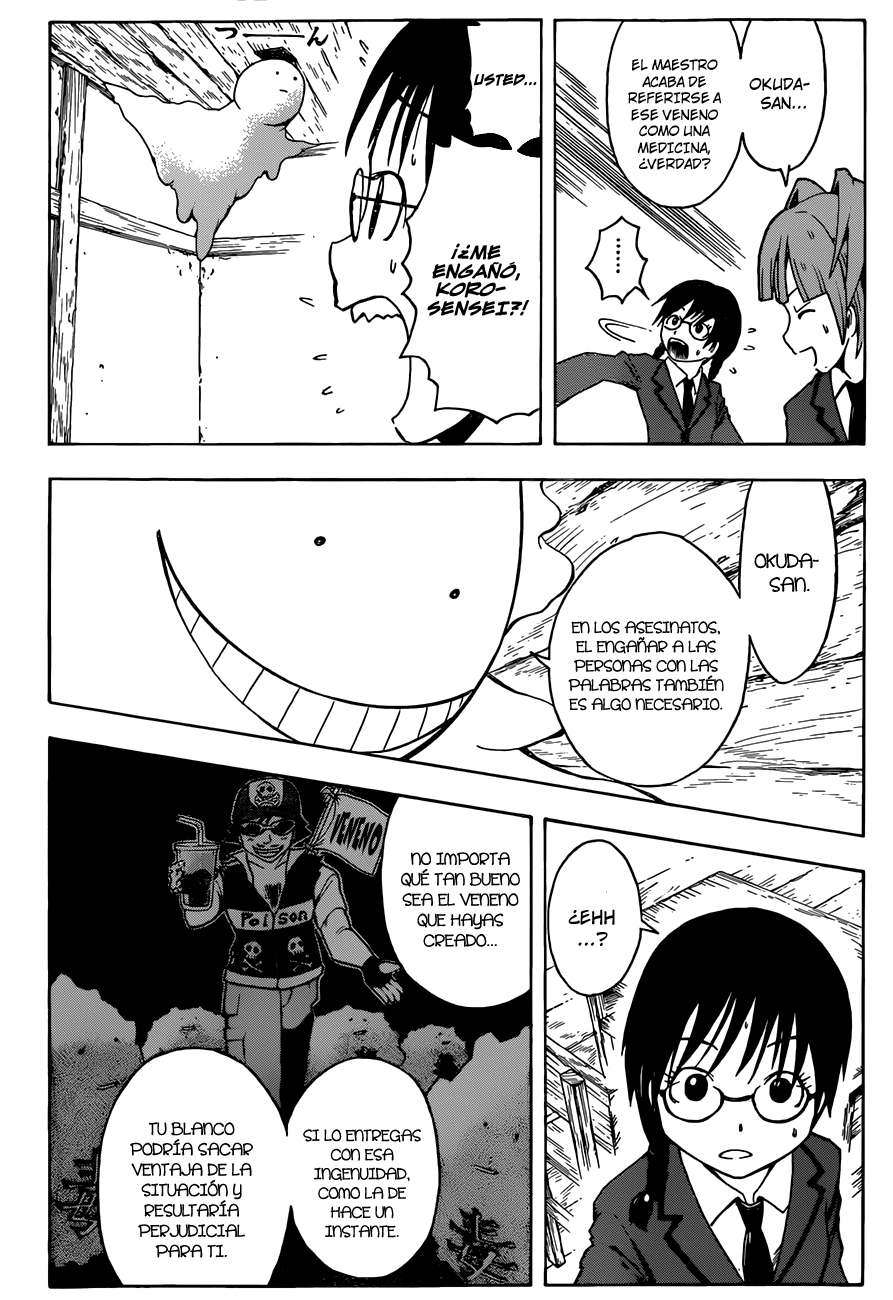 OKUDA-
SAN...
EL MAESTRO
ACABA DE
REFERIRSE A
ESE VENENO
COMO UNA
MEDICINA,
¿VERDAD?
......
USTED...
¡¿ME
ENGAÑÓ,
KORO-
SENSEI?!
つーん
OKUDA-
SAN.
EN LOS ASESINATOS,
EL ENGAÑAR A LAS
PERSONAS CON LAS
PALABRAS TAMBIÉN
ES ALGO NECESARIO.
¿EHH
...?
NO IMPORTA
QUÉ TAN BUENO
SEA EL VENENO
QUE HAYAS
CREADO...
VENENO
Poison
SI LO ENTREGAS
CON ESA
INGENUIDAD,
COMO LA DE
HACE UN
INSTANTE.
TU BLANCO
PODRÍA SACAR
VENTAJA DE LA
SITUACIÓN Y
RESULTARÍA
PERJUDICIAL
PARA TI.